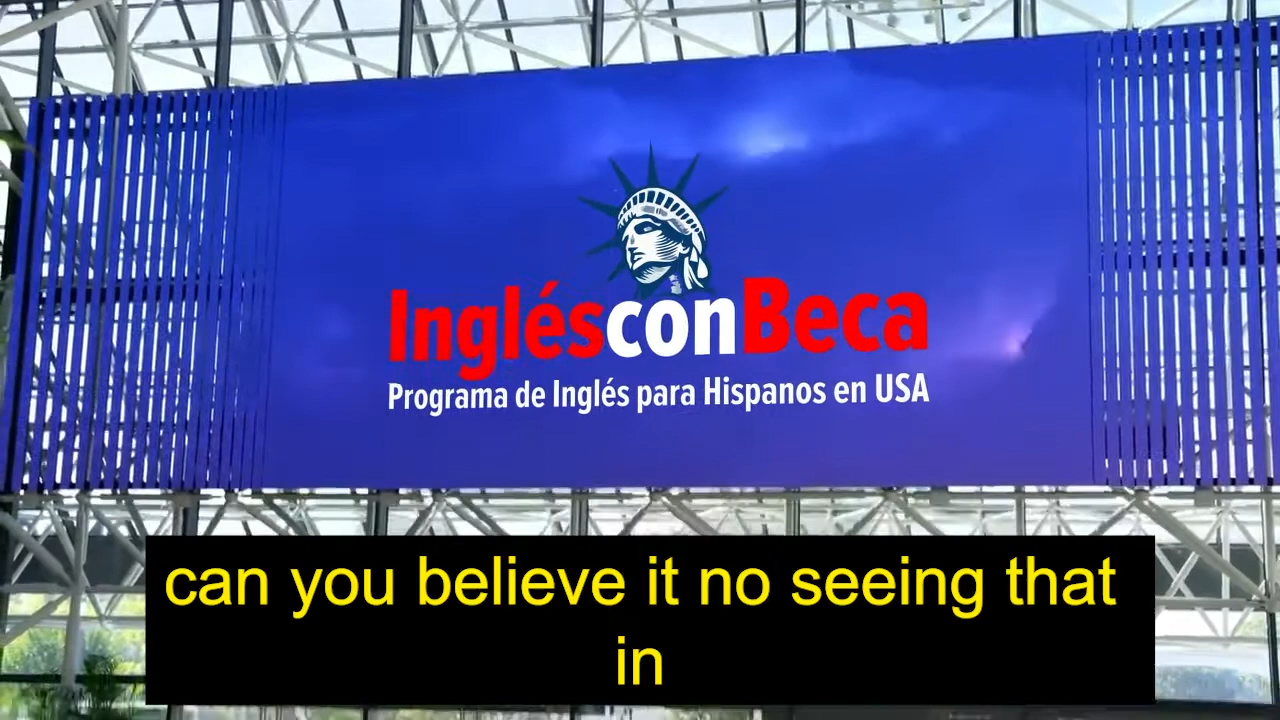 InglésconBeca
Programa de Inglés para Hispanos en USA
can you believe it no seeing that
in